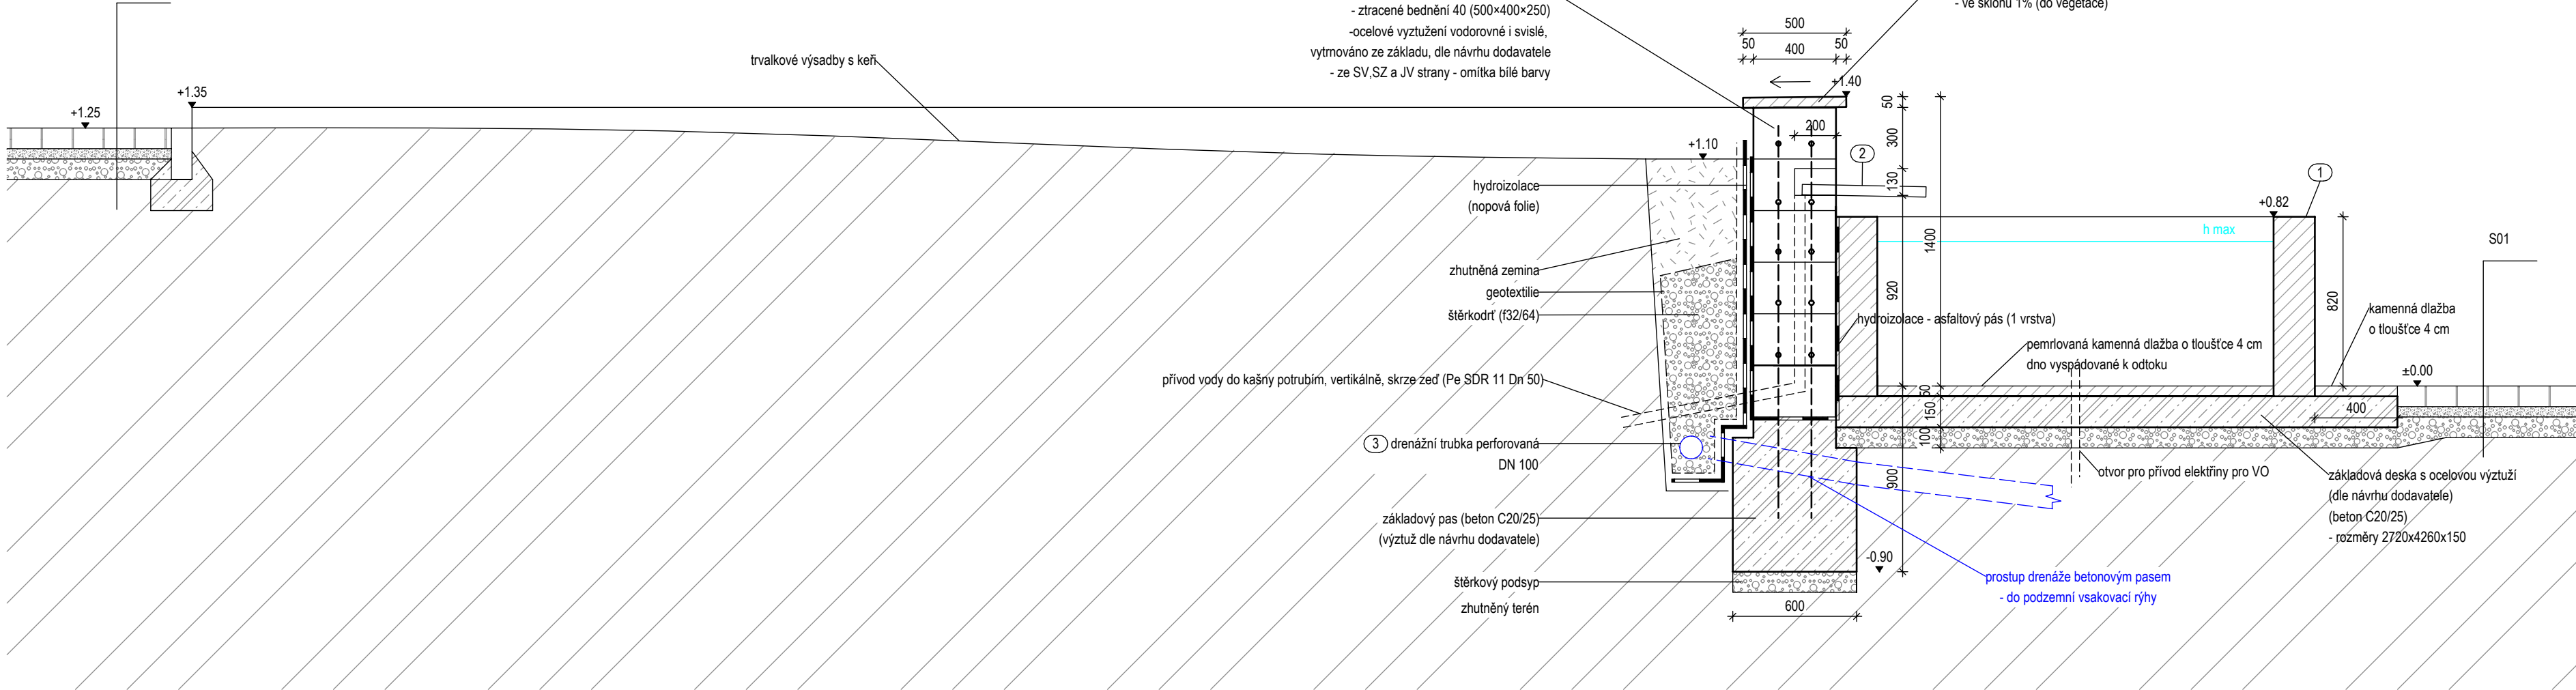 - ztracené bednění 40 (500×400×250)
-ocelové vyztužení vodorovné i svislé,
vytrnováno ze základu, dle návrhu dodavatele
- ze SV,SZ a JV strany - omítka bílé barvy
- ve sklonu 1% (do vegetace)
trvalkové výsadby s keři
+1.25
+1.35
500
50
400
50
+1.40
50
300
200
130
1400
920
+1.10
2
1
+0.82
h max
S01
820
hydroizolace
(nopová folie)
zhutněná zemina
geotextilie
štěrkodrť (f32/64)
hydroizolace - asfaltový pás (1 vrstva)
pemrlovaná kamenná dlažba o tloušťce 4 cm
dno vyspádované k odtoku
kamenná dlažba
o tloušťce 4 cm
±0.00
přívod vody do kašny potrubím, vertikálně, skrze zeď (Pe SDR 11 Dn 50)
150
100
400
3 drenážní trubka perforovaná
DN 100
900
otvor pro přívod elektřiny pro VO
základová deska s ocelovou výztuží
(dle návrhu dodavatele)
(beton C20/25)
- rozměry 2720x4260x150
základový pas (beton C20/25)
(výztuž dle návrhu dodavatele)
-0.90
prostup drenáže betonovým pasem
- do podzemní vsakovací rýhy
štěrkový podsyp
zhutněný terén
600